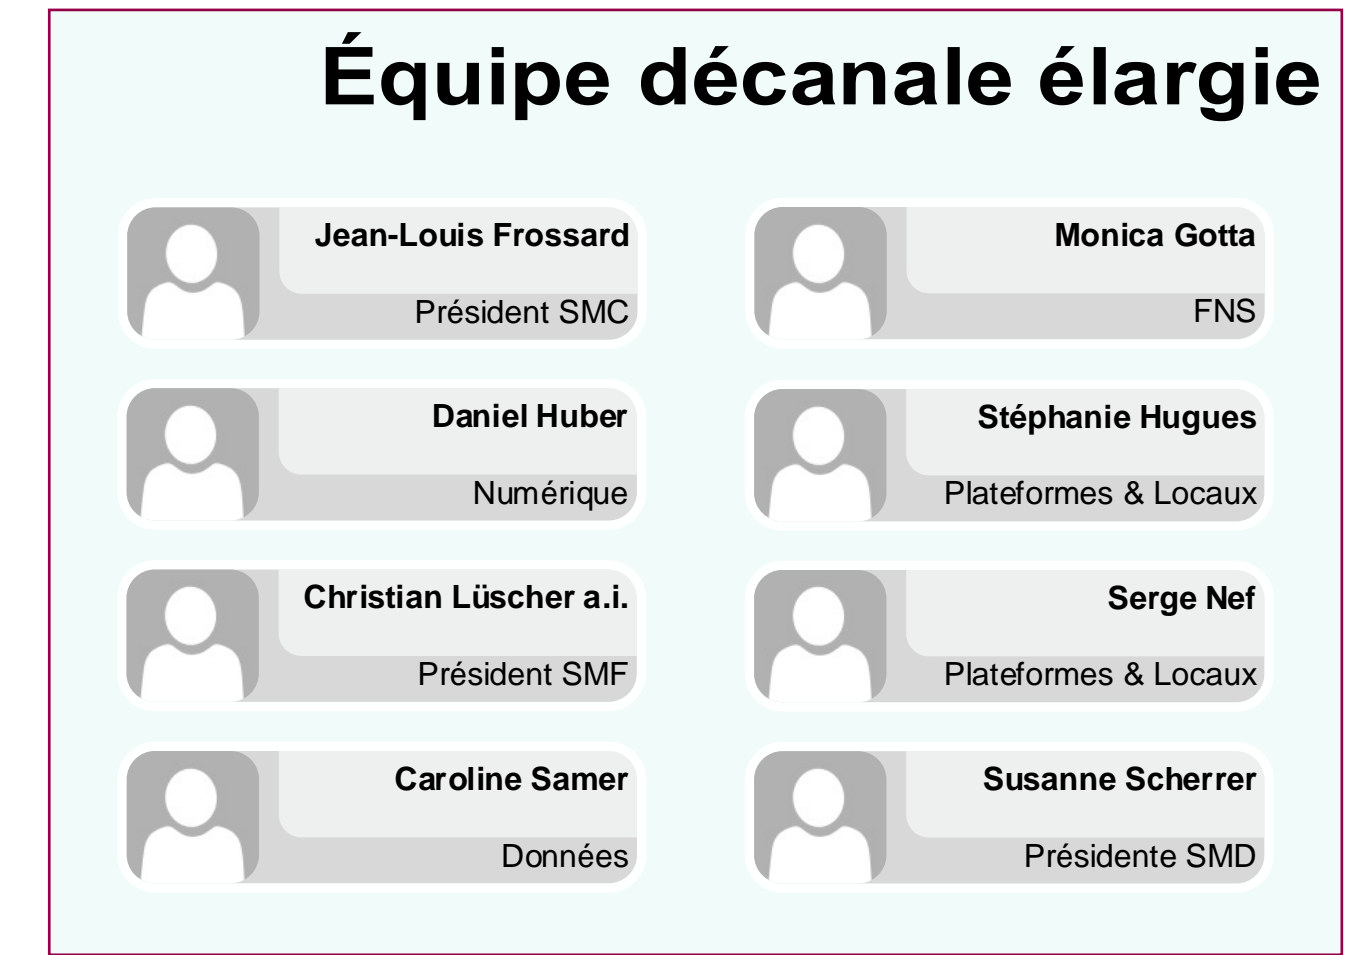 Équipe décanale élargie
Jean-Louis Frossard
Président SMC
Monica Gotta
FNS
Daniel Huber
Numérique
Stéphanie Hugues
Plateformes & Locaux
Christian Lüscher a.i.
Président SMF
Serge Nef
Plateformes & Locaux
Caroline Samer
Données
Susanne Scherrer
Présidente SMD